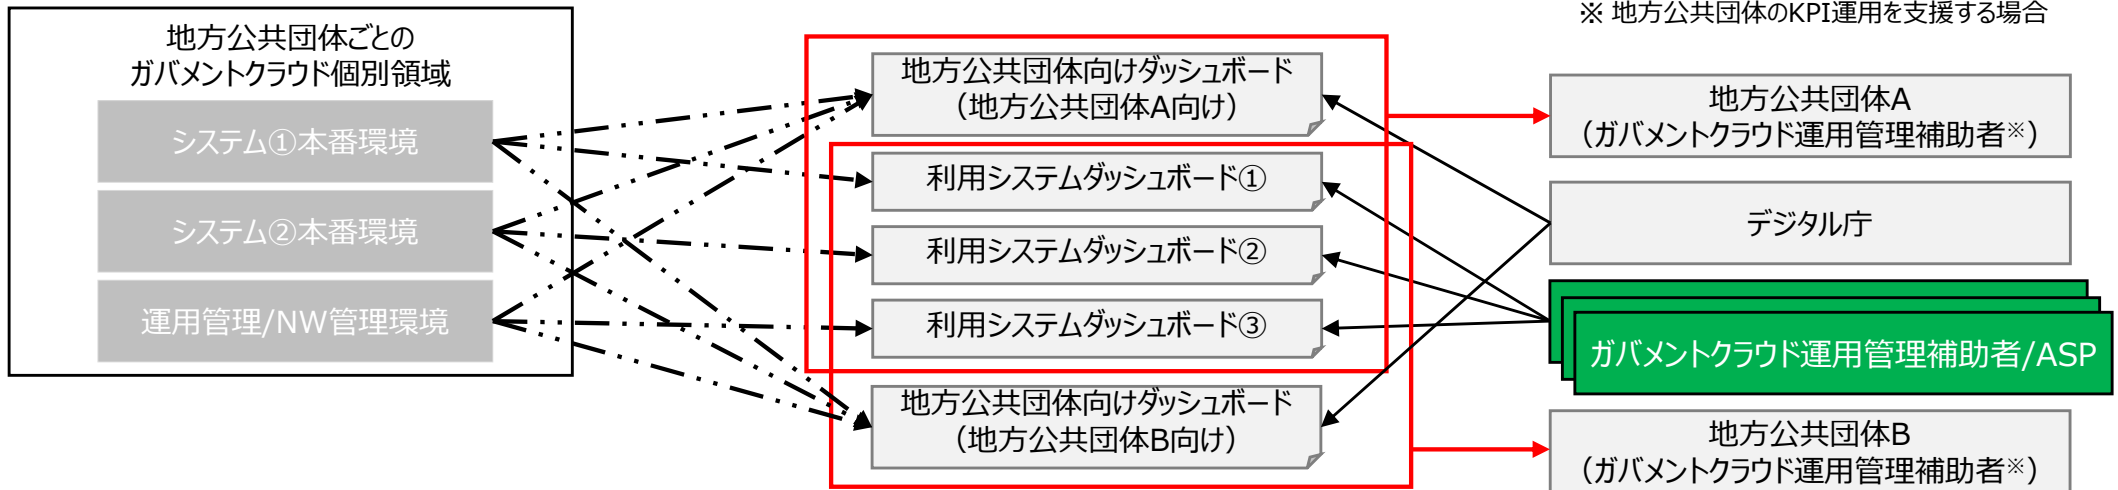 ※ 地方公共団体のKPI運用を支援する場合
地方公共団体ごとの
ガバメントクラウド個別領域
システム①本番環境
システム②本番環境
運用管理/NW管理環境
地方公共団体向けダッシュボード
（地方公共団体A向け）
利用システムダッシュボード①
利用システムダッシュボード②
利用システムダッシュボード③
地方公共団体向けダッシュボード
（地方公共団体B向け）
地方公共団体A
（ガバメントクラウド運用管理補助者※）
デジタル庁
ガバメントクラウド運用管理補助者/ASP
地方公共団体B
（ガバメントクラウド運用管理補助者※）